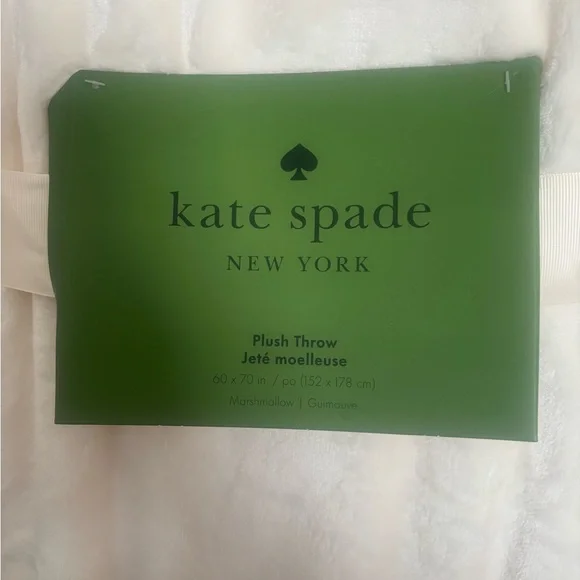 kate spade
NEW YORK
Plush Throw
Jeté moelleuse
60 x 70 in. / po (152 x 178 cm)
Marshmallow | Guimauve